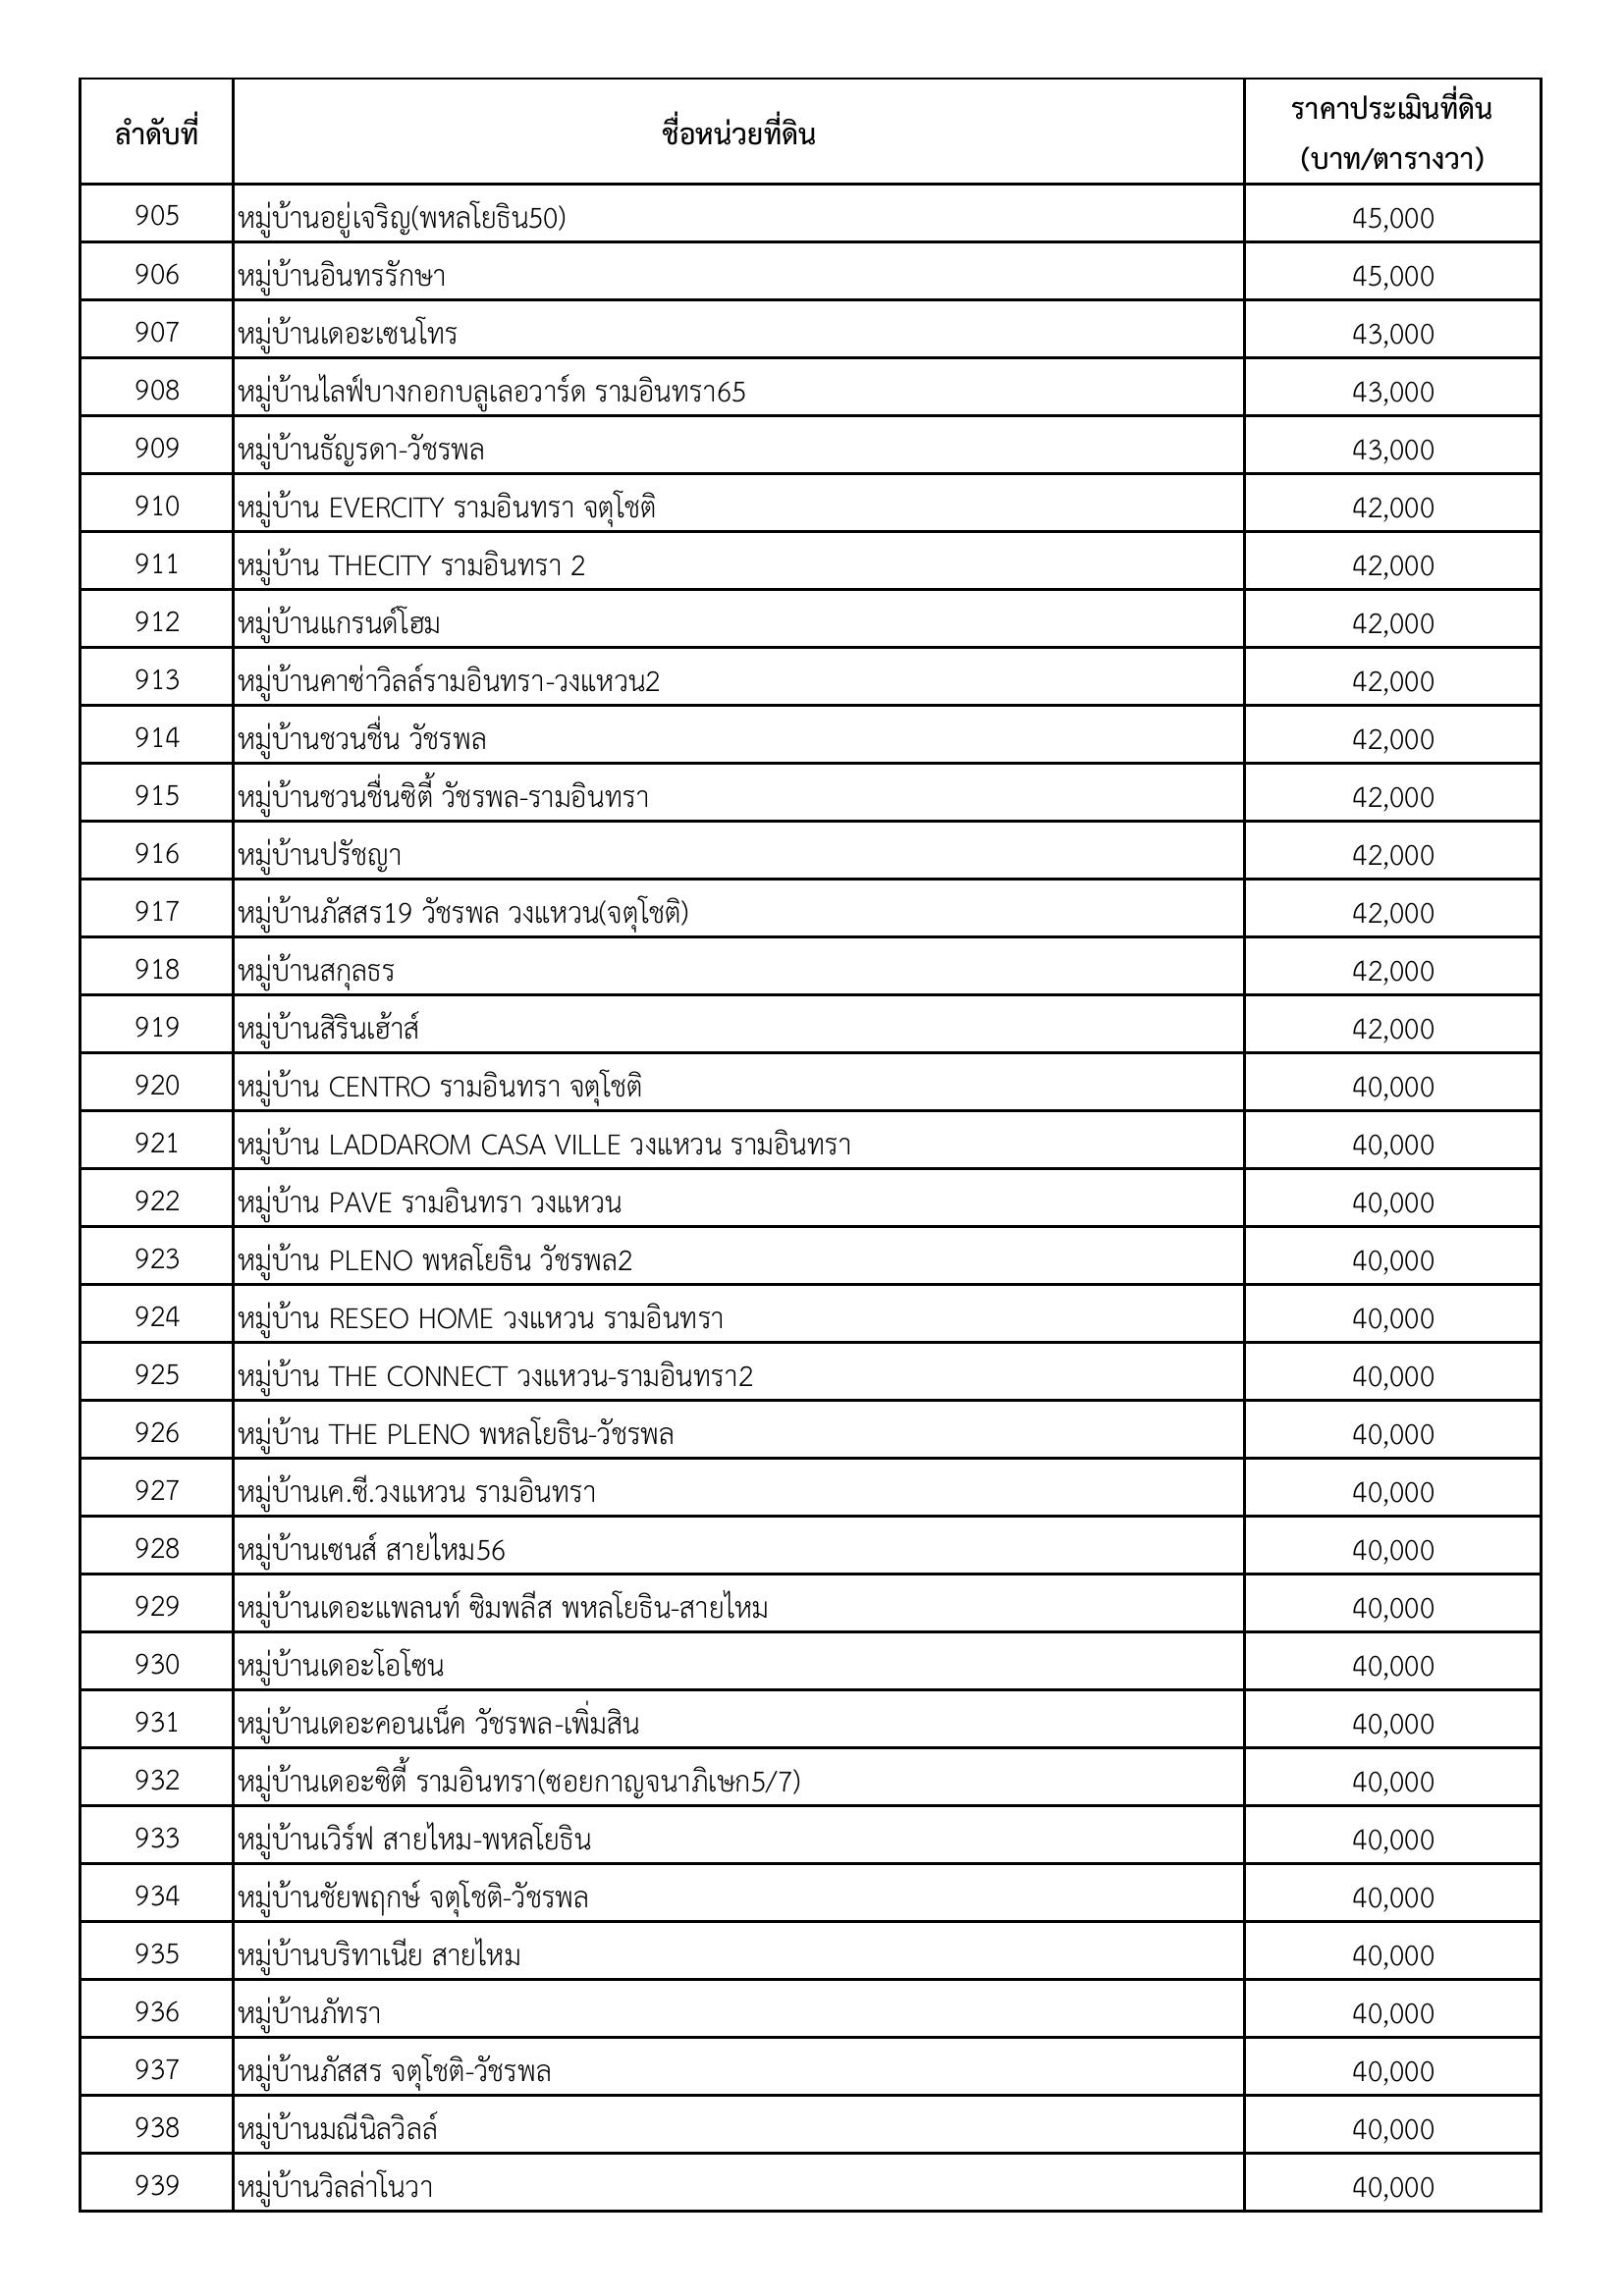 ลำดับที่ ชื่อหน่วยที่ดิน ราคาประเมินที่ดิน
(บาท/ตารางวา)
905 หมู่บ้านอยู่เจริญ(พหลโยธิน50) 45,000
906 หมู่บ้านอินทรรักษา 45,000
907 หมู่บ้านเดอะเซนโทร 43,000
908 หมู่บ้านไลฟ์บางกอกบลูเลอวาร์ด รามอินทรา65 43,000
909 หมู่บ้านธัญรดา-วัชรพล 43,000
910 หมู่บ้าน EVERCITY รามอินทรา จตุโชติ 42,000
911 หมู่บ้าน THECITY รามอินทรา 2 42,000
912 หมู่บ้านแกรนด์โฮม 42,000
913 หมู่บ้านคาซ่าวิลล์รามอินทรา-วงแหวน2 42,000
914 หมู่บ้านชวนชื่น วัชรพล 42,000
915 หมู่บ้านชวนชื่นซิตี้ วัชรพล-รามอินทรา 42,000
916 หมู่บ้านปรัชญา 42,000
917 หมู่บ้านภัสสร19 วัชรพล วงแหวน(จตุโชติ) 42,000
918 หมู่บ้านสกุลธร 42,000
919 หมู่บ้านสิรินเฮ้าส์ 42,000
920 หมู่บ้าน CENTRO รามอินทรา จตุโชติ 40,000
921 หมู่บ้าน LADDAROM CASA VILLE วงแหวน รามอินทรา 40,000
922 หมู่บ้าน PAVE รามอินทรา วงแหวน 40,000
923 หมู่บ้าน PLENO พหลโยธิน วัชรพล2 40,000
924 หมู่บ้าน RESEO HOME วงแหวน รามอินทรา 40,000
925 หมู่บ้าน THE CONNECT วงแหวน-รามอินทรา2 40,000
926 หมู่บ้าน THE PLENO พหลโยธิน-วัชรพล 40,000
927 หมู่บ้านเค.ซี.วงแหวน รามอินทรา 40,000
928 หมู่บ้านเซนส์ สายไหม56 40,000
929 หมู่บ้านเดอะแพลนท์ ซิมพลีส พหลโยธิน-สายไหม 40,000
930 หมู่บ้านเดอะโอโซน 40,000
931 หมู่บ้านเดอะคอนเน็ค วัชรพล-เพิ่มสิน 40,000
932 หมู่บ้านเดอะซิตี้ รามอินทรา(ซอยกาญจนาภิเษก5/7) 40,000
933 หมู่บ้านเวิร์ฟ สายไหม-พหลโยธิน 40,000
934 หมู่บ้านชัยพฤกษ์ จตุโชติ-วัชรพล 40,000
935 หมู่บ้านบริทาเนีย สายไหม 40,000
936 หมู่บ้านภัทรา 40,000
937 หมู่บ้านภัสสร จตุโชติ-วัชรพล 40,000
938 หมู่บ้านมณีนิลวิลล์ 40,000
939 หมู่บ้านวิลล่าโนวา 40,000